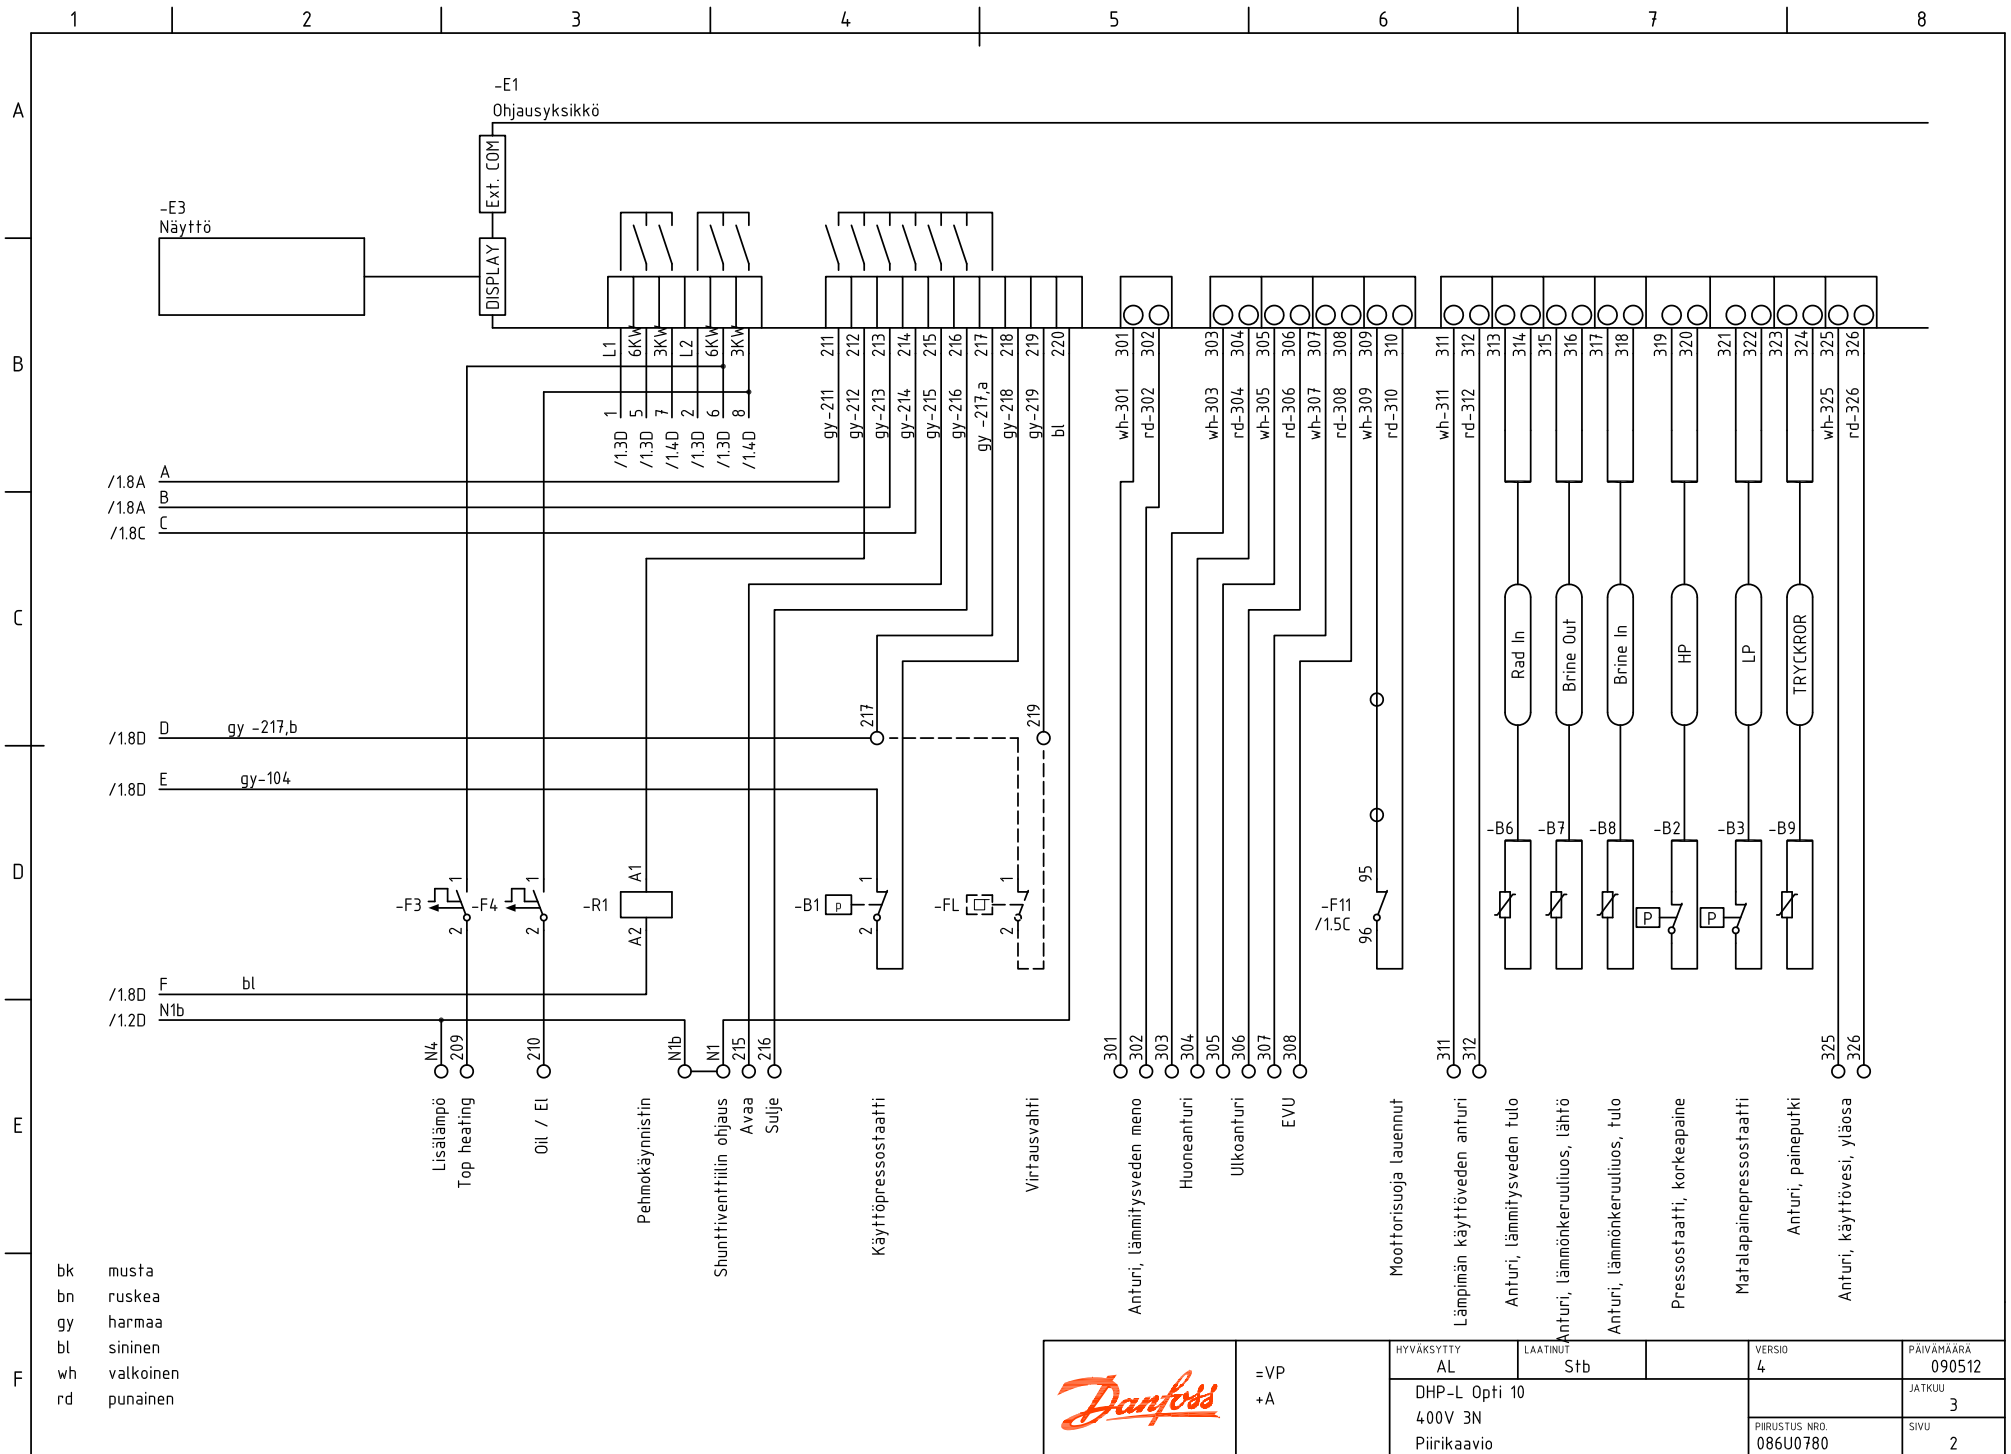 1 2 3 4 5 6 7 8
A
B
C
D
E
F
-E1
Ohjausyksikkö
Ext. COM
-E3
Näyttö
DISPLAY
L1 6KW 3KW L2 6KW 3KW
1 5 7 2 6 8
/1.3D /1.3D /1.4D /1.3D /1.3D /1.4D
211 212 213 214 215 216 217 218 219 220
gy-211 gy-212 gy-213 gy-214 gy-215 gy-216 gy -217,a gy-218 gy-219 bl
301 302
wh-301 rd-302
303 304 305 306 307 308 309 310
wh-303 rd-304 wh-305 rd-306 wh-307 rd-308 wh-309 rd-310
311 312 313 314 315 316 317 318 319 320 321 322 323 324 325 326
wh-311 rd-312 wh-325 rd-326
/1.8A A
/1.8A B
/1.8C C
Rad In
Brine Out
Brine In
HP
LP
TRYCKROR
/1.8D D gy -217,b 217 219
/1.8D E gy-104
-F3 1 2
-F4 1 2
-R1 A1 A2
-B1 p 1 2
-FL 1 2
-F11
/1.5C
95 96
-B6
-B7
-B8
-B2 P
-B3 P
-B9
/1.8D F bl
/1.2D N1b
N4 209 210 N1b N1 215 216
301 302 303 304 305 306 307 308
311 312 325 326
Lisälämpö
Top heating
Oil / El
Pehmokäynnistin
Shunttiventtiilin ohjaus
Avaa
Sulje
Käyttöpressostaatti
Virtausvahti
Anturi, lämmitysveden meno
Huoneanturi
Ulkoanturi
EVU
Moottorisuoja lauennut
Lämpimän käyttöveden anturi
Anturi, lämmitysveden tulo
Anturi, lämmönkeruuliuos, lähtö
Anturi, lämmönkeruuliuos, tulo
Pressostaatti, korkeapaine
Matalapainepressostaatti
Anturi, paineputki
Anturi, käyttövesi, yläosa
bk musta
bn ruskea
gy harmaa
bl sininen
wh valkoinen
rd punainen
Danfoss
=VP
+A
HYVÄKSYTTY
AL
LAATINUT
Stb
VERSIO
4
PÄIVÄMÄÄRÄ
090512
DHP-L Opti 10
400V 3N
Piirikaavio
JATKUU
3
PIIRUSTUS NRO.
086U0780
SIVU
2